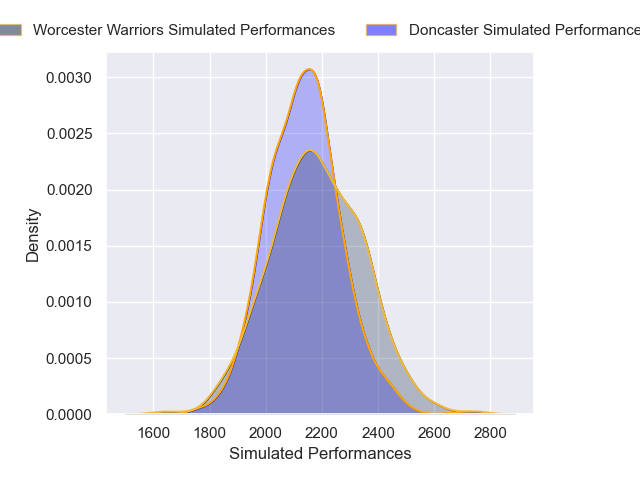 Worcester Warriors Simulated Performances
Doncaster Simulated Performance
0.0030
0.0025
0.0020
0.0015
0.0010
0.0005
0.0000
Density
1600 1800 2000 2200 2400 2600 2800
Simulated Performances